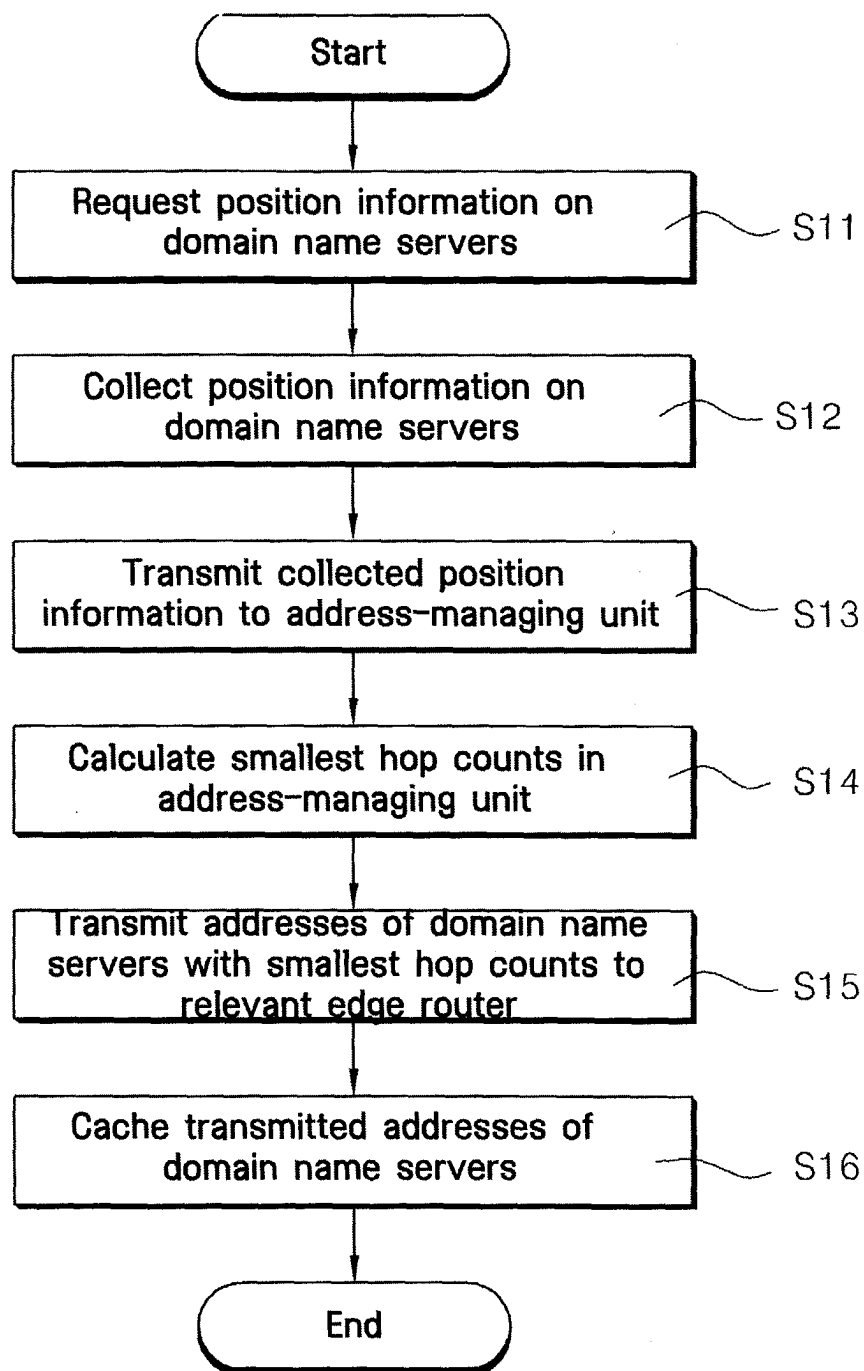 Start
Request position information on
domain name servers
S11
Collect position information on
domain name servers
S12
Transmit collected position
information to address-managing unit
S13
Calculate smallest hop counts in
address-managing unit
S14
Transmit addresses of domain name
servers with smallest hop counts to
relevant edge router
S15
Cache transmitted addresses of
domain name servers
S16
End